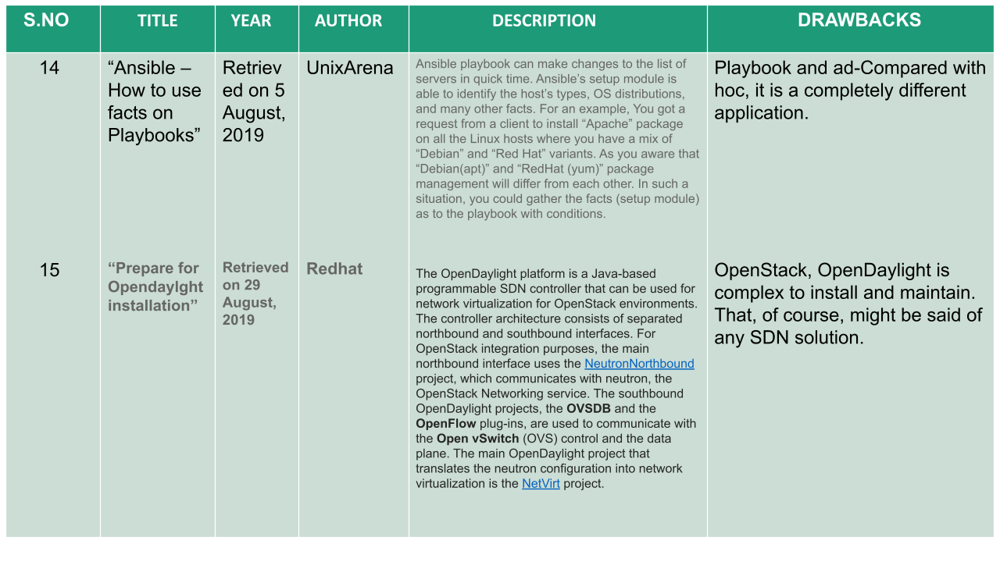 S.NO
TITLE
YEAR
AUTHOR
DESCRIPTION
DRAWBACKS
14
“Ansible –
How to use
facts on
Playbooks”
Retriev
ed on 5
August,
2019
UnixArena
Ansible playbook can make changes to the list of
servers in quick time. Ansible’s setup module is
able to identify the host’s types, OS distributions,
and many other facts. For an example, You got a
request from a client to install “Apache” package
on all the Linux hosts where you have a mix of
“Debian” and “Red Hat” variants. As you aware that
“Debian(apt)” and “RedHat (yum)” package
management will differ from each other. In such a
situation, you could gather the facts (setup module)
as to the playbook with conditions.
Playbook and ad-Compared with
hoc, it is a completely different
application.
15
“Prepare for
Opendaylght
installation”
Retrieved
on 29
August,
2019
Redhat
The OpenDaylight platform is a Java-based
programmable SDN controller that can be used for
network virtualization for OpenStack environments.
The controller architecture consists of separated
northbound and southbound interfaces. For
OpenStack integration purposes, the main
northbound interface uses the NeutronNorthbound
project, which communicates with neutron, the
OpenStack Networking service. The southbound
OpenDaylight projects, the OVSDB and the
OpenFlow plug-ins, are used to communicate with
the Open vSwitch (OVS) control and the data
plane. The main OpenDaylight project that
translates the neutron configuration into network
virtualization is the NetVirt project.
OpenStack, OpenDaylight is
complex to install and maintain.
That, of course, might be said of
any SDN solution.